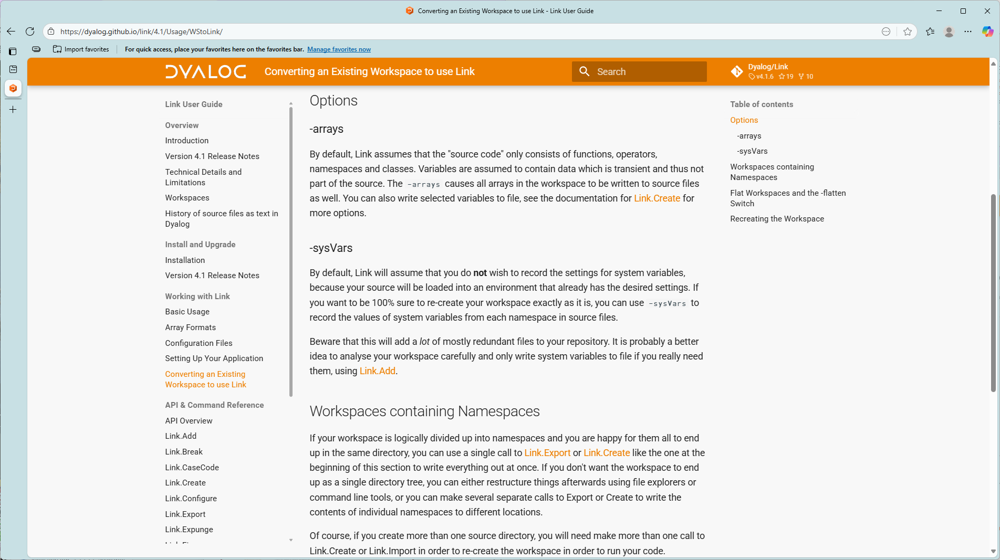 Converting an Existing Workspace to use Link - Link User Guide
https://dyalog.github.io/link/4.1/Usage/WStoLink/
Import favorites
For quick access, place your favorites here on the favorites bar. Manage favorites now
DYALOG
Converting an Existing Workspace to use Link
Search
Dyalog/Link
v4.1.6 19 10
Link User Guide
Overview
Introduction
Version 4.1 Release Notes
Technical Details and
Limitations
Workspaces
History of source files as text in
Dyalog
Install and Upgrade
Installation
Version 4.1 Release Notes
Working with Link
Basic Usage
Array Formats
Configuration Files
Setting Up Your Application
Converting an Existing
Workspace to use Link
API & Command Reference
API Overview
Link.Add
Link.Break
Link.CaseCode
Link.Create
Link.Configure
Link.Export
Link.Expunge
Options
-arrays
By default, Link assumes that the "source code" only consists of functions, operators,
namespaces and classes. Variables are assumed to contain data which is transient and thus not
part of the source. The -arrays causes all arrays in the workspace to be written to source files
as well. You can also write selected variables to file, see the documentation for Link.Create for
more options.
-sysVars
By default, Link will assume that you do not wish to record the settings for system variables,
because your source will be loaded into an environment that already has the desired settings. If
you want to be 100% sure to re-create your workspace exactly as it is, you can use -sysVars to
record the values of system variables from each namespace in source files.
Beware that this will add a lot of mostly redundant files to your repository. It is probably a better
idea to analyse your workspace carefully and only write system variables to file if you really need
them, using Link.Add.
Workspaces containing Namespaces
If your workspace is logically divided up into namespaces and you are happy for them all to end
up in the same directory, you can use a single call to Link.Export or Link.Create like the one at the
beginning of this section to write everything out at once. If you don't want the workspace to end
up as a single directory tree, you can either restructure things afterwards using file explorers or
command line tools, or you can make several separate calls to Export or Create to write the
contents of individual namespaces to different locations.
Of course, if you create more than one source directory, you will need make more than one call to
Link.Create or Link.Import in order to re-create the workspace in order to run your code.
Table of contents
Options
-arrays
-sysVars
Workspaces containing
Namespaces
Flat Workspaces and the -flatten
Switch
Recreating the Workspace